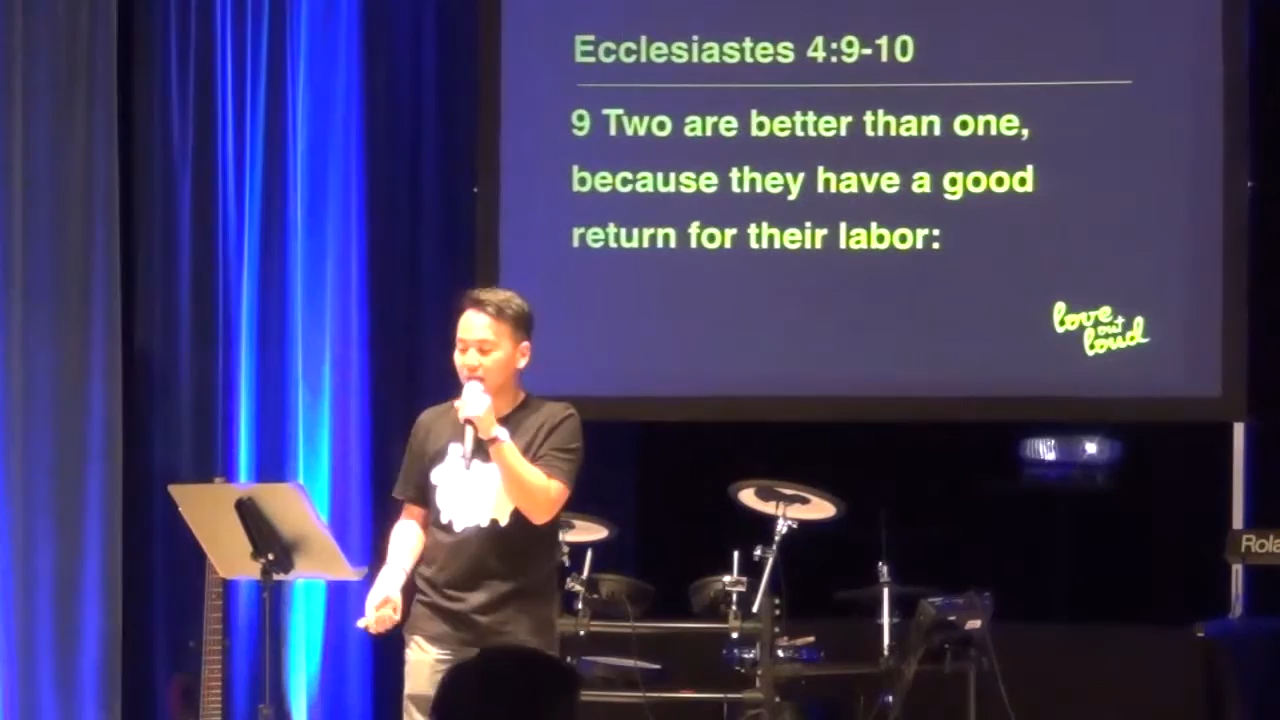 Ecclesiastes 4:9-10
9 Two are better than one,
because they have a good
return for their labor:
love
out
loud